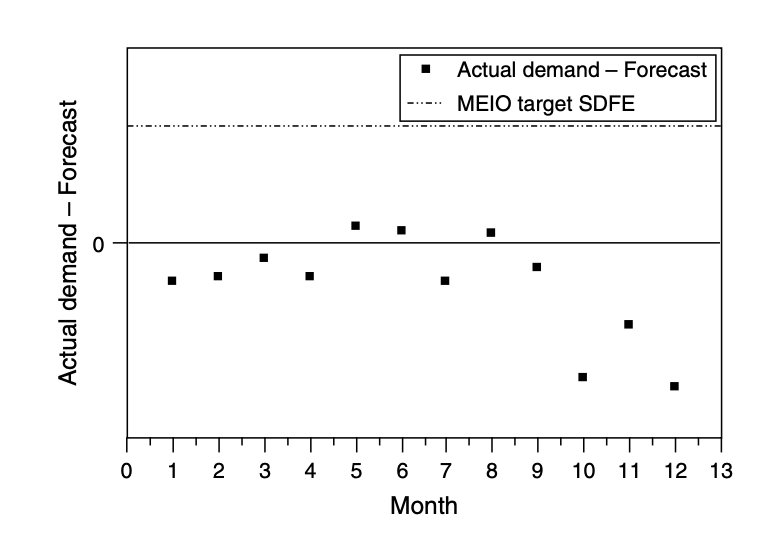 Actual demand – Forecast
MEIO target SDFE
Actual demand – Forecast
0
0 1 2 3 4 5 6 7 8 9 10 11 12 13
Month